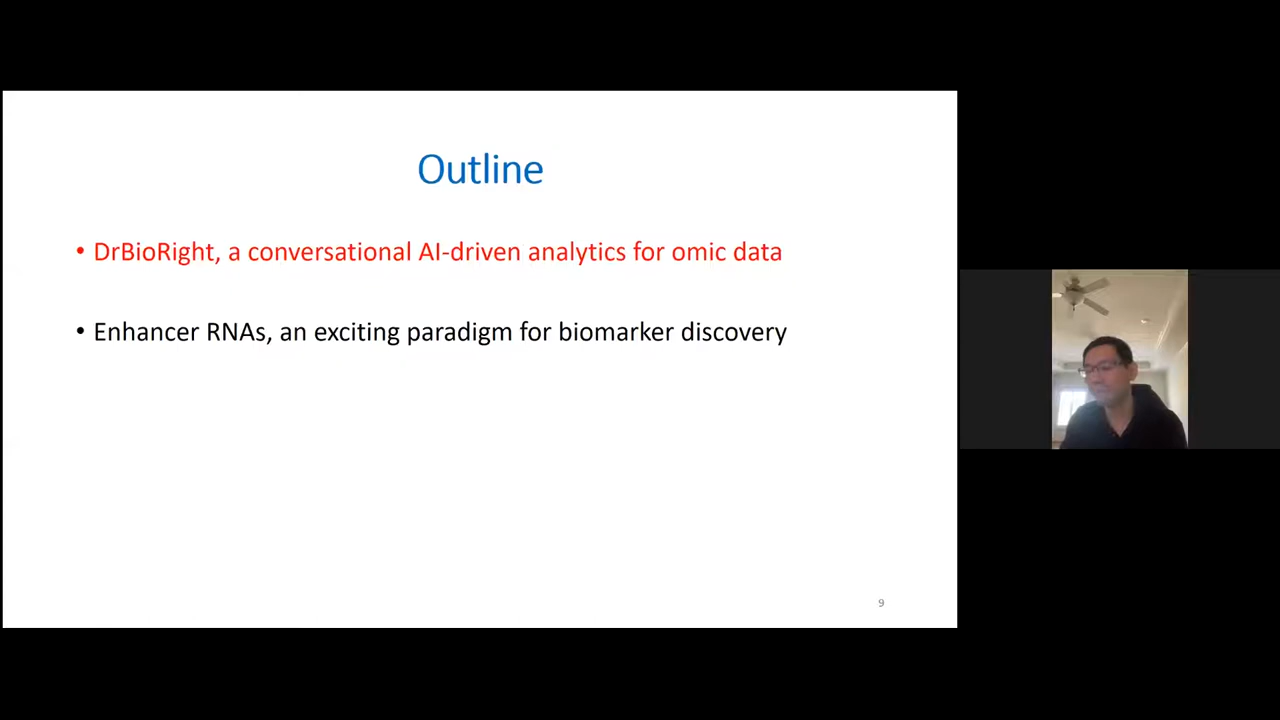 Outline
• DrBioRight, a conversational AI-driven analytics for omic data
• Enhancer RNAs, an exciting paradigm for biomarker discovery
9